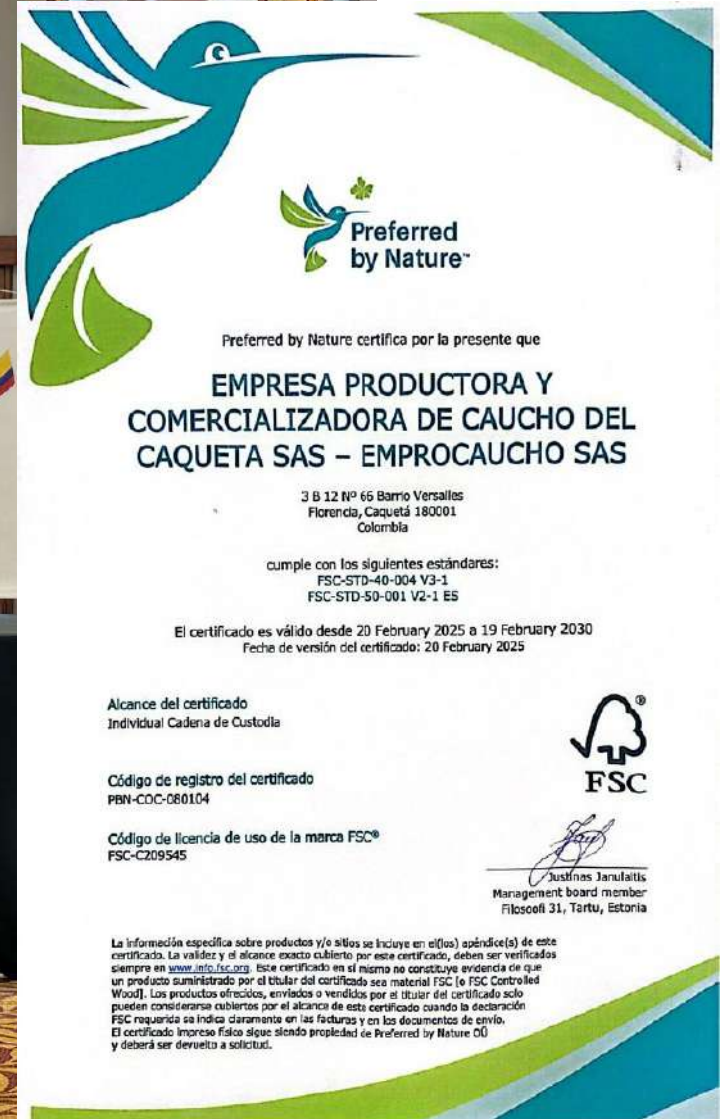 Preferred
by Nature™
Preferred by Nature certifica por la presente que
EMPRESA PRODUCTORA Y
COMERCIALIZADORA DE CAUCHO DEL
CAQUETA SAS – EMPROCAUCHO SAS
3 B 12 Nº 66 Barrio Versalles
Florencia, Caquetá 180001
Colombia
cumple con los siguientes estándares:
FSC-STD-40-004 V3-1
FSC-STD-50-001 V2-1 ES
El certificado es válido desde 20 February 2025 a 19 February 2030
Fecha de versión del certificado: 20 February 2025
Alcance del certificado
Individual Cadena de Custodia
Código de registro del certificado
PBN-COC-080104
Código de licencia de uso de la marca FSC®
FSC-C209545
®
FSC
Justinas Janulaitis
Management board member
Filosoofi 31, Tartu, Estonia
La información específica sobre productos y/o sitios se incluye en el(los) apéndice(s) de este
certificado. La validez y el alcance exacto cubierto por este certificado, deben ser verificados
siempre en www.info.fsc.org. Este certificado en sí mismo no constituye evidencia de que
un producto suministrado por el titular del certificado sea material FSC [o FSC Controlled
Wood]. Los productos ofrecidos, enviados o vendidos por el titular del certificado solo
pueden considerarse cubiertos por el alcance de este certificado cuando la declaración
FSC requerida se indica claramente en las facturas y en los documentos de envío.
El certificado impreso físico sigue siendo propiedad de Preferred by Nature OÜ
y deberá ser devuelto a solicitud.